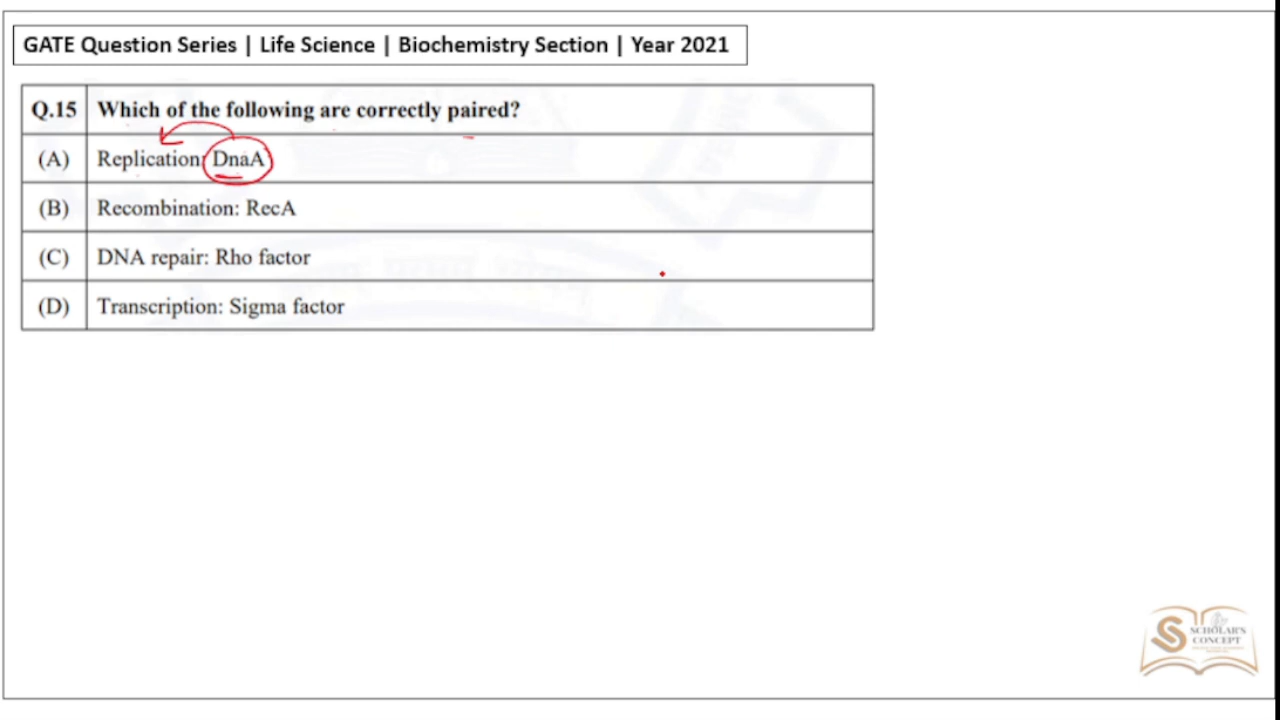 GATE Question Series | Life Science | Biochemistry Section | Year 2021
Q.15 Which of the following are correctly paired?
(A) Replication: DnaA
(B) Recombination: RecA
(C) DNA repair: Rho factor
(D) Transcription: Sigma factor
SCHOLAR'S
CONCEPT